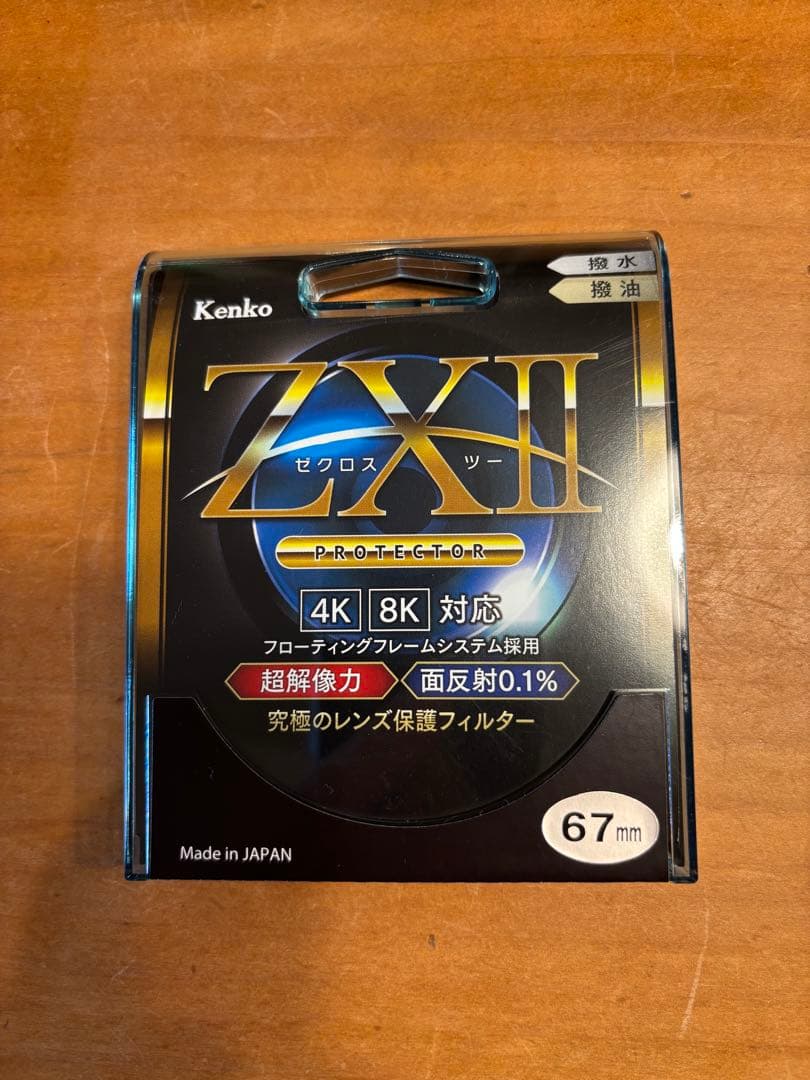 撥水
撥油
Kenko
ZXII
ゼクロス ツー
PROTECTOR
4K 8K 対応
フローティングフレームシステム採用
超解像力 面反射0.1%
究極のレンズ保護フィルター
67mm
Made in JAPAN